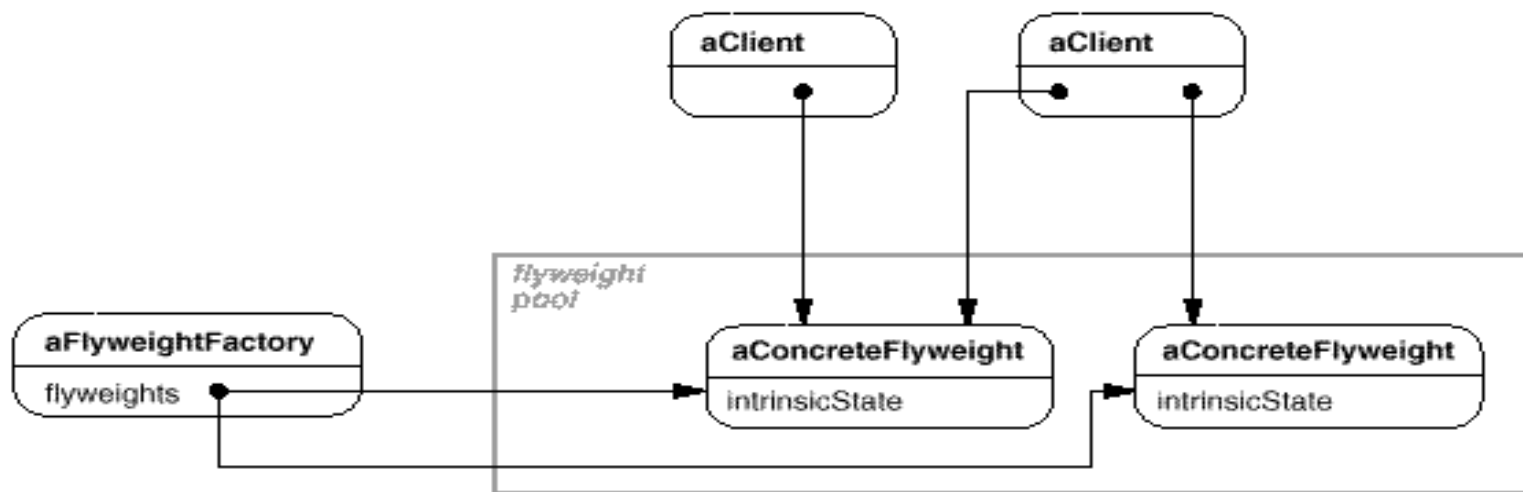 aClient
aClient
flyweight
pool
aFlyweightFactory
flyweights
aConcreteFlyweight
intrinsicState
aConcreteFlyweight
intrinsicState